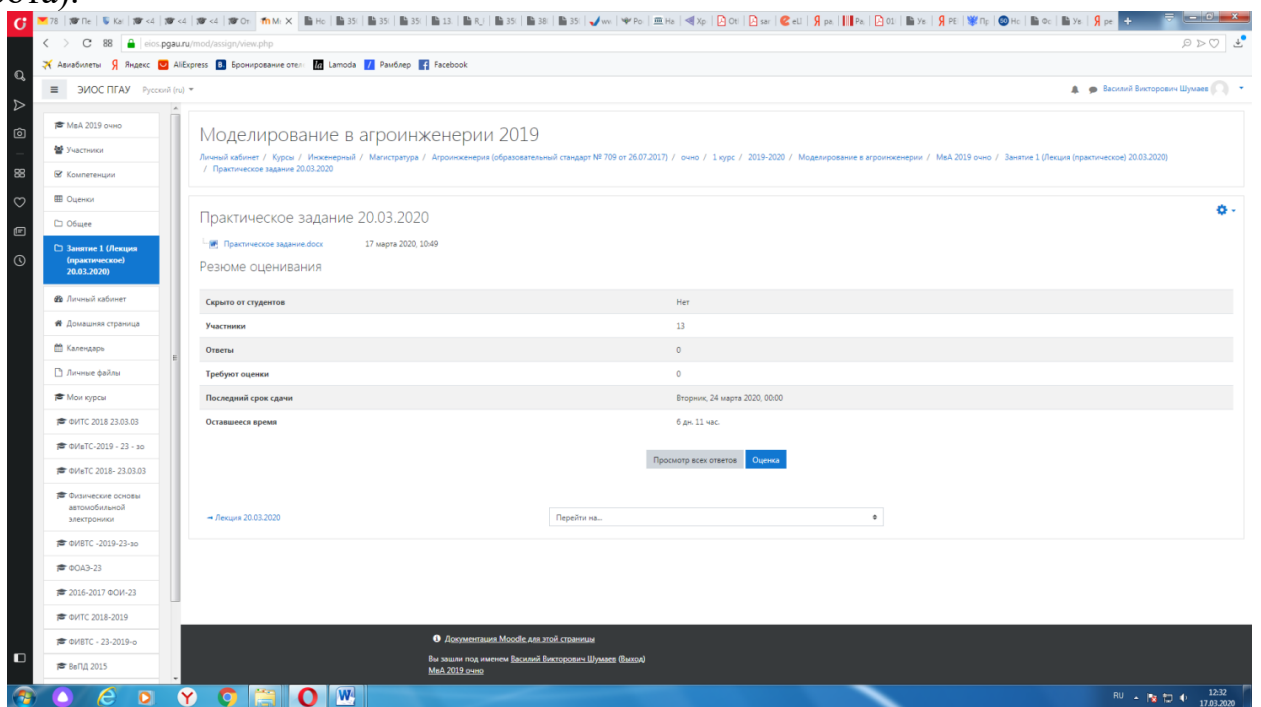 eios.pgau.ru/mod/assign/view.php
Авиабилеты Яндекс AliExpress Бронирование отел Lamoda Рамблер Facebook
ЭИОС ПГАУ Русский (ru)
Василий Викторович Шумаев
МвА 2019 очно
Участники
Компетенции
Оценки
Общее
Занятие 1 (Лекция
(практическое)
20.03.2020)
Личный кабинет
Домашняя страница
Календарь
Личные файлы
Мои курсы
ФИТС 2018 23.03.03
ФИвТС-2019 - 23 - зо
ФИвТС 2018- 23.03.03
Физические основы
автомобильной
электроники
ФИВТС -2019-23-зо
ФОАЭ-23
2016-2017 ФОИ-23
ФИТС 2018-2019
ФИВТС - 23-2019-о
ВвПД 2015
Моделирование в агроинженерии 2019
Личный кабинет / Курсы / Инженерный / Магистратура / Агроинженерия (образовательный стандарт № 709 от 26.07.2017) / очно / 1 курс / 2019-2020 / Моделирование в агроинженерии / МвА 2019 очно / Занятие 1 (Лекция (практическое) 20.03.2020)
/ Практическое задание 20.03.2020
Практическое задание 20.03.2020
Практическое задание.docx 17 марта 2020, 10:49
Резюме оценивания
Скрыто от студентов Нет
Участники 13
Ответы 0
Требуют оценки 0
Последний срок сдачи Вторник, 24 марта 2020, 00:00
Оставшееся время 6 дн. 11 час.
Просмотр всех ответов Оценка
Лекция 20.03.2020 Перейти на...
Документация Moodle для этой страницы
Вы зашли под именем Василий Викторович Шумаев (Выход)
МвА 2019 очно
RU 12:32
17.03.2020